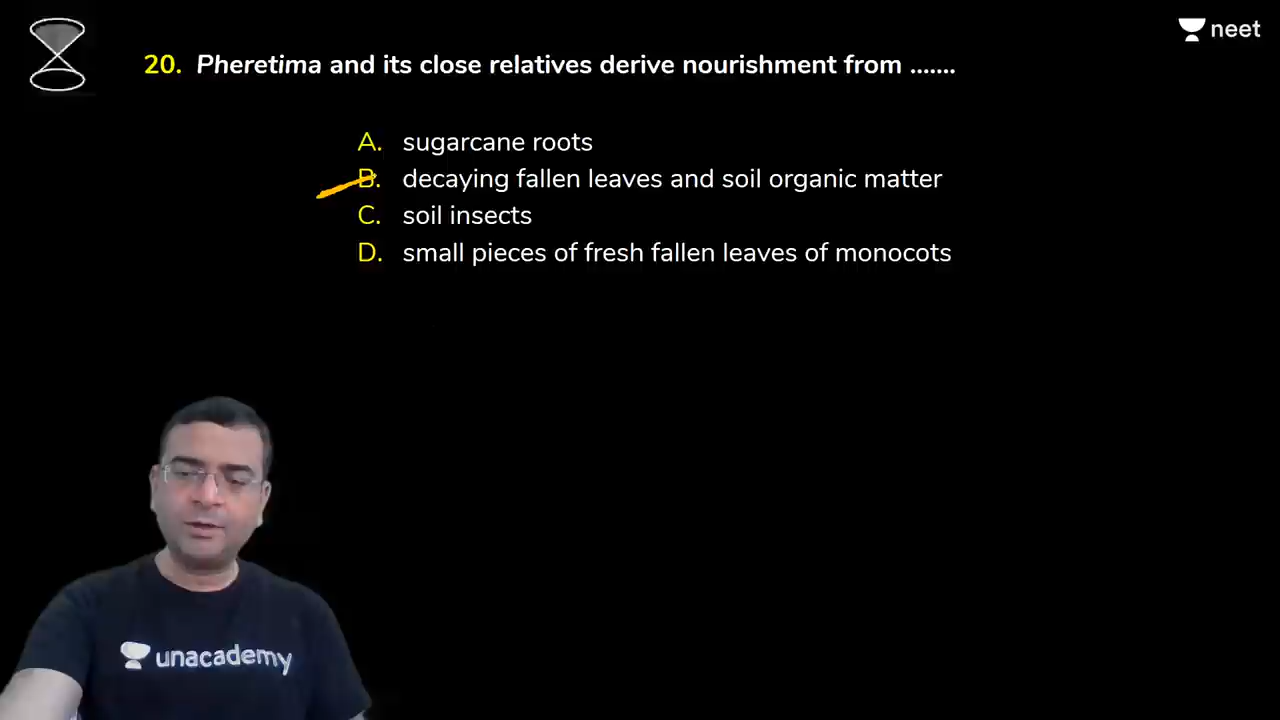 neet
20. Pheretima and its close relatives derive nourishment from .......
A. sugarcane roots
B. decaying fallen leaves and soil organic matter
C. soil insects
D. small pieces of fresh fallen leaves of monocots
unacademy